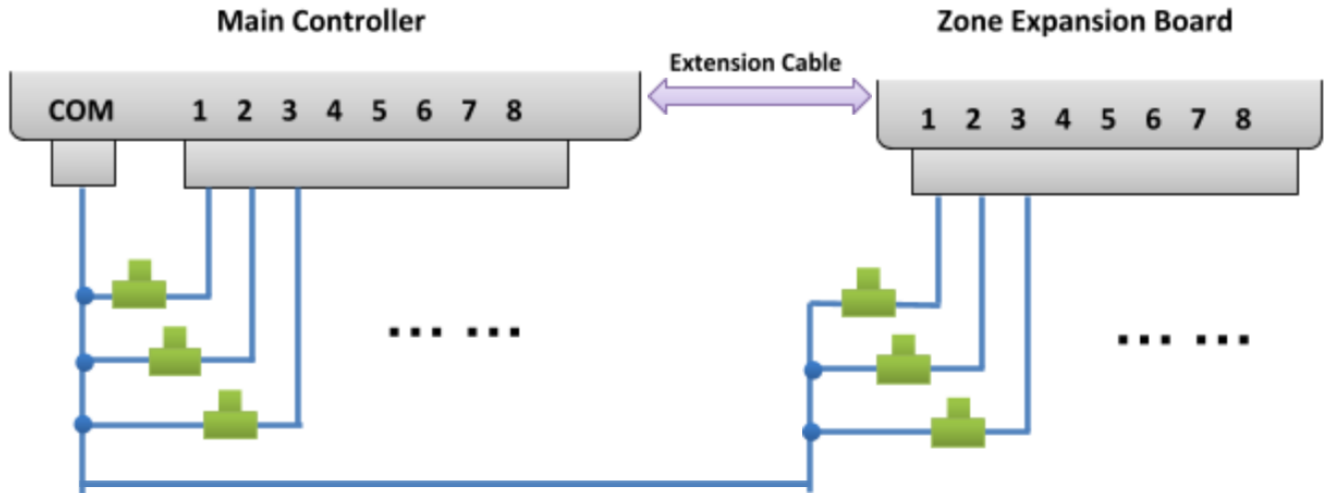 Main Controller
Zone Expansion Board
Extension Cable
COM 1 2 3 4 5 6 7 8
1 2 3 4 5 6 7 8
... ...
... ...